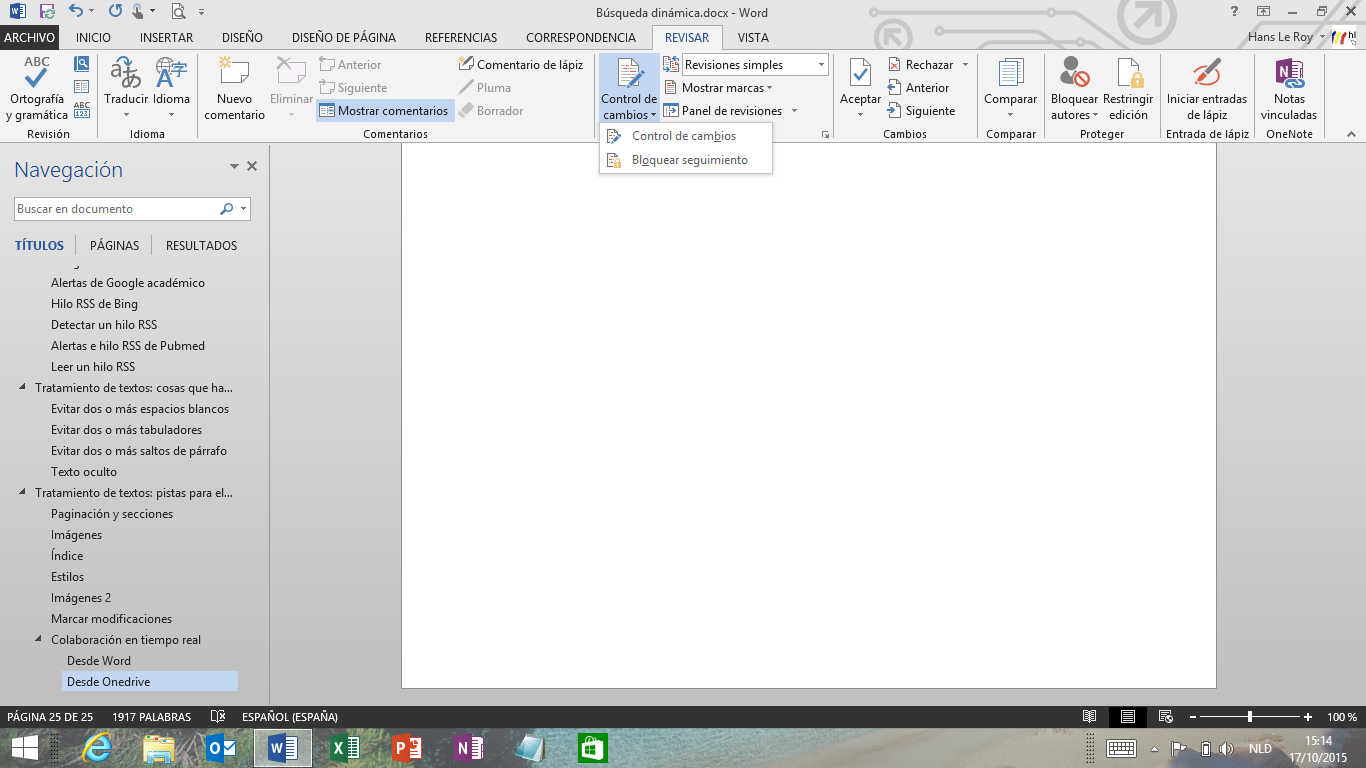 Búsqueda dinámica.docx - Word
?
ARCHIVO INICIO INSERTAR DISEÑO DISEÑO DE PÁGINA REFERENCIAS CORRESPONDENCIA REVISAR VISTA
Hans Le Roy
ABC
Ortografía
y gramática
ABC
123
Revisión
Traducir
Idioma
Idioma
Nuevo
comentario
Eliminar
Anterior
Siguiente
Mostrar comentarios
Comentario de lápiz
Pluma
Borrador
Comentarios
Control de
cambios
Revisiones simples
Mostrar marcas
Panel de revisiones
Control de cambios
Bloquear seguimiento
Aceptar
Rechazar
Anterior
Siguiente
Cambios
Comparar
Comparar
Bloquear
autores
Restringir
edición
Proteger
Iniciar entradas
de lápiz
Entrada de lápiz
Notas
vinculadas
OneNote
Navegación
Buscar en documento
TÍTULOS PÁGINAS RESULTADOS
Alertas de Google académico
Hilo RSS de Bing
Detectar un hilo RSS
Alertas e hilo RSS de Pubmed
Leer un hilo RSS
Tratamiento de textos: cosas que ha...
Evitar dos o más espacios blancos
Evitar dos o más tabuladores
Evitar dos o más saltos de párrafo
Texto oculto
Tratamiento de textos: pistas para el...
Paginación y secciones
Imágenes
Índice
Estilos
Imágenes 2
Marcar modificaciones
Colaboración en tiempo real
Desde Word
Desde Onedrive
PÁGINA 25 DE 25 1917 PALABRAS ESPAÑOL (ESPAÑA)
100 %
NLD
15:14
17/10/2015